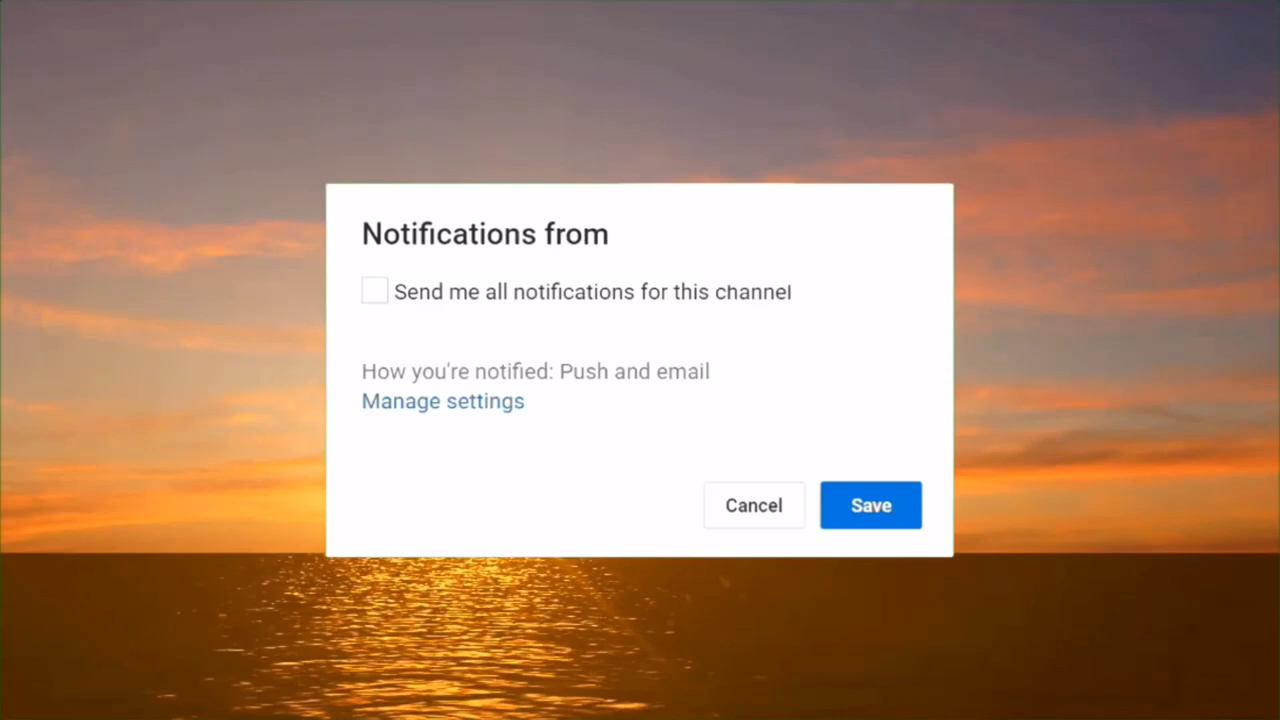 Notifications from
Send me all notifications for this channel
How you're notified: Push and email
Manage settings
Cancel
Save